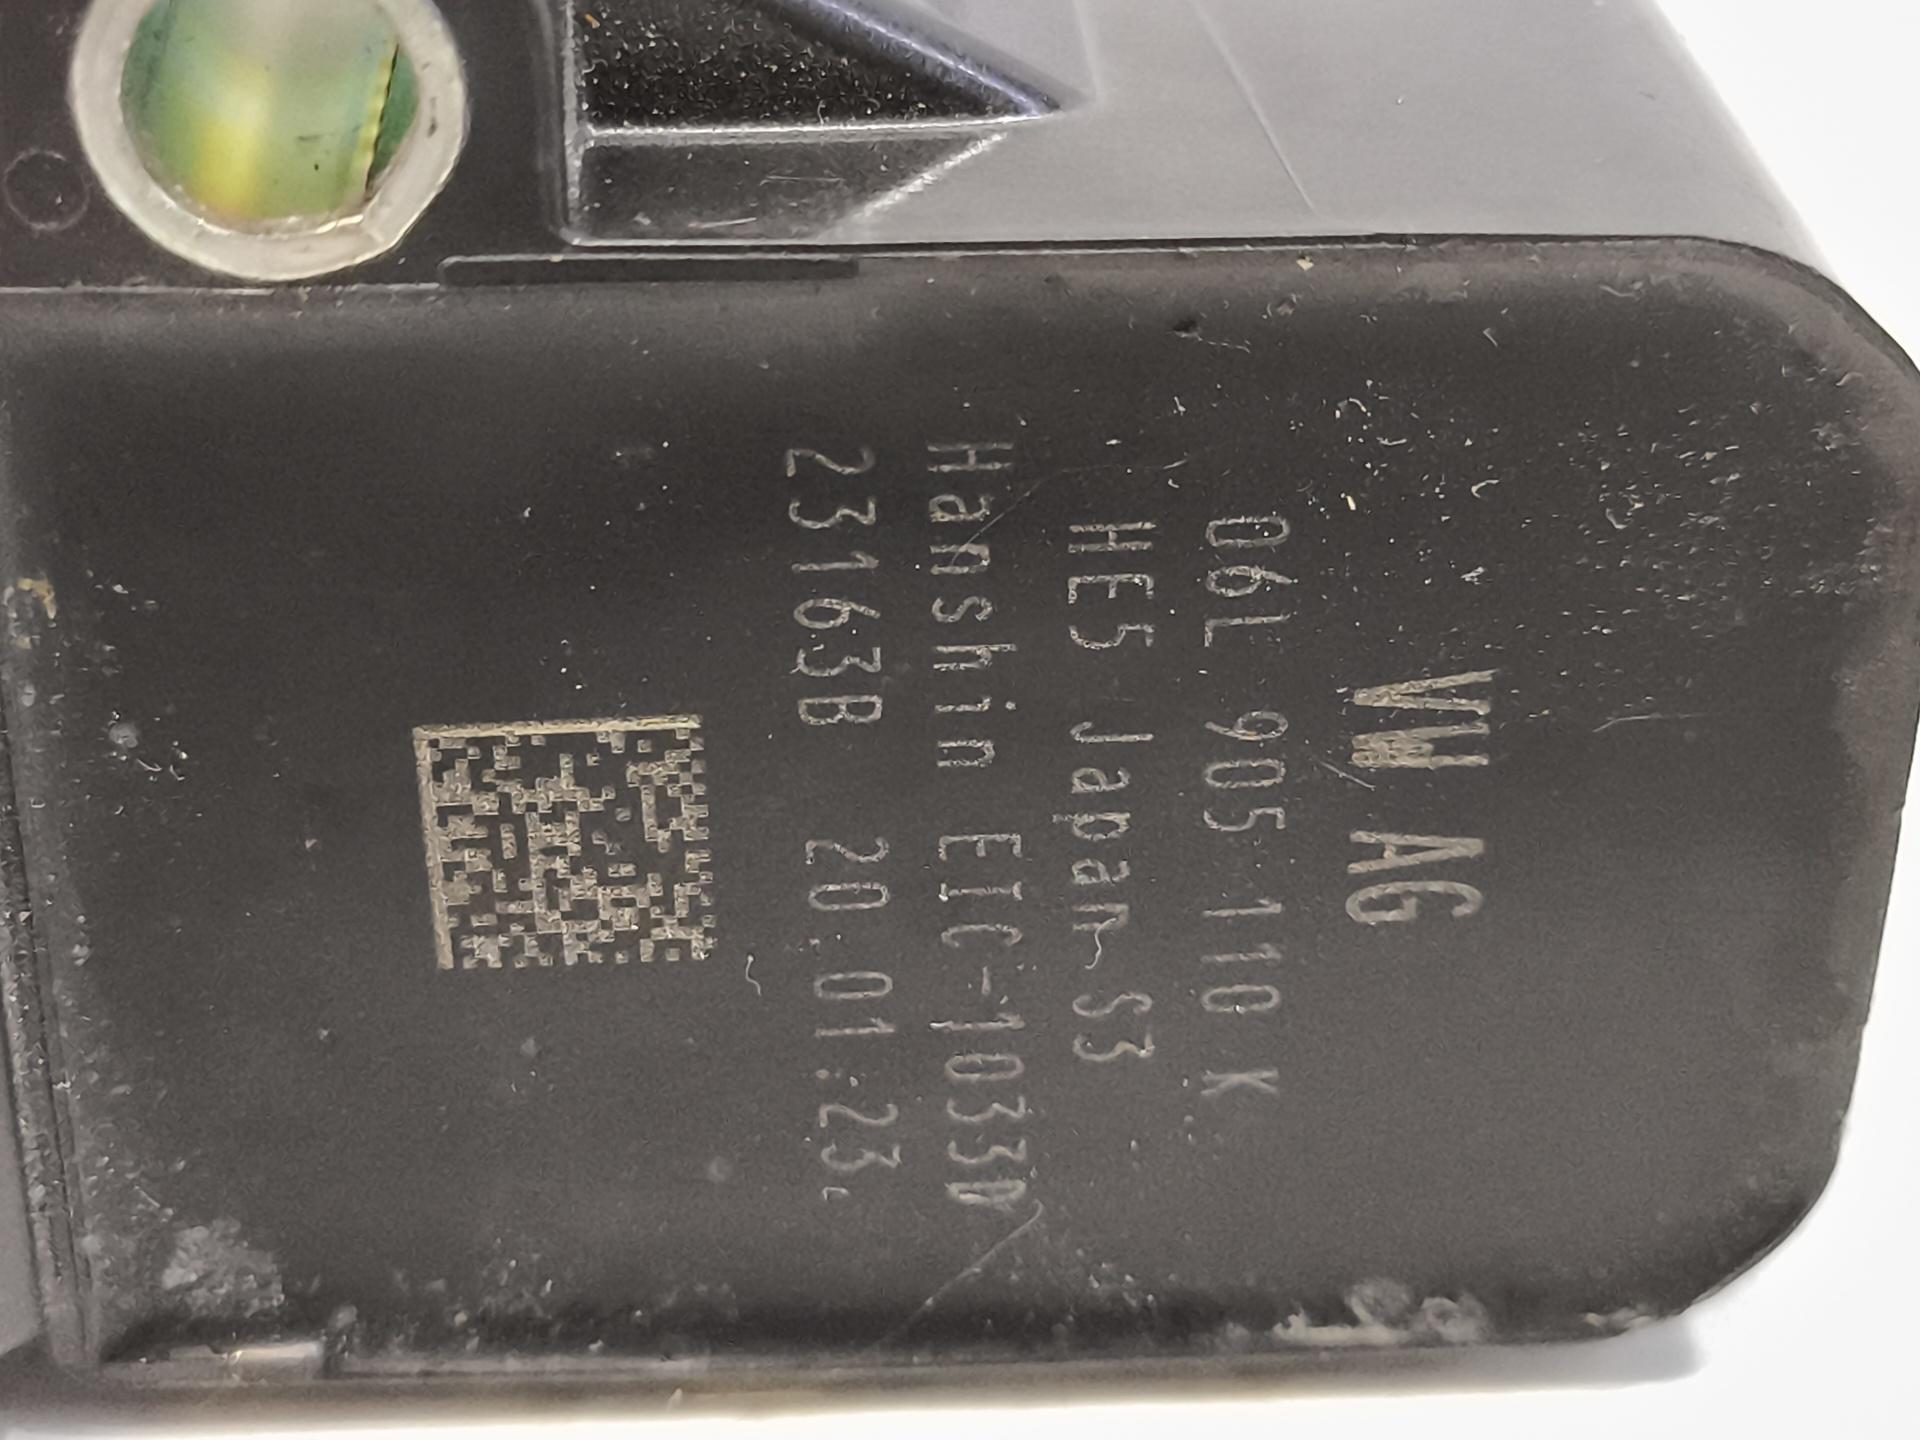 VW AG
06L 905 110 K
HE5 Japan S3
Hanshin EIC-1033D
23163B 20.01.23